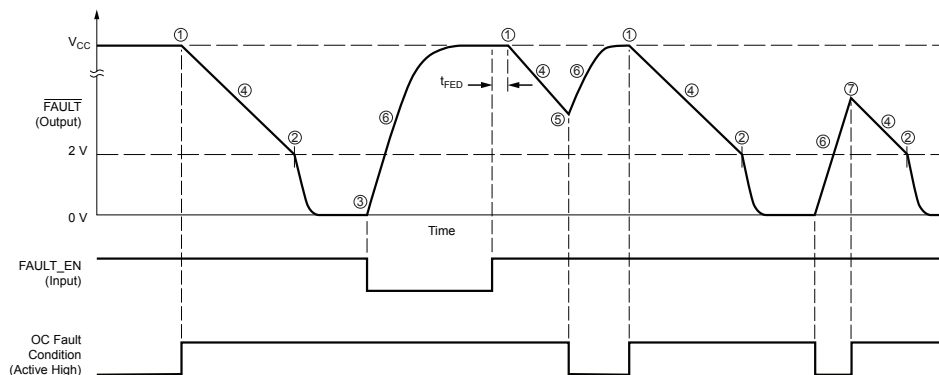 ① ① ① 
V_CC
④ ④ ⑥ ④ ⑦
t_FED
FAULT
(Output)
⑥ ⑤ ⑥ ④
② ② ②
2 V
③
0 V
Time
FAULT_EN
(Input)
OC Fault
Condition
(Active High)